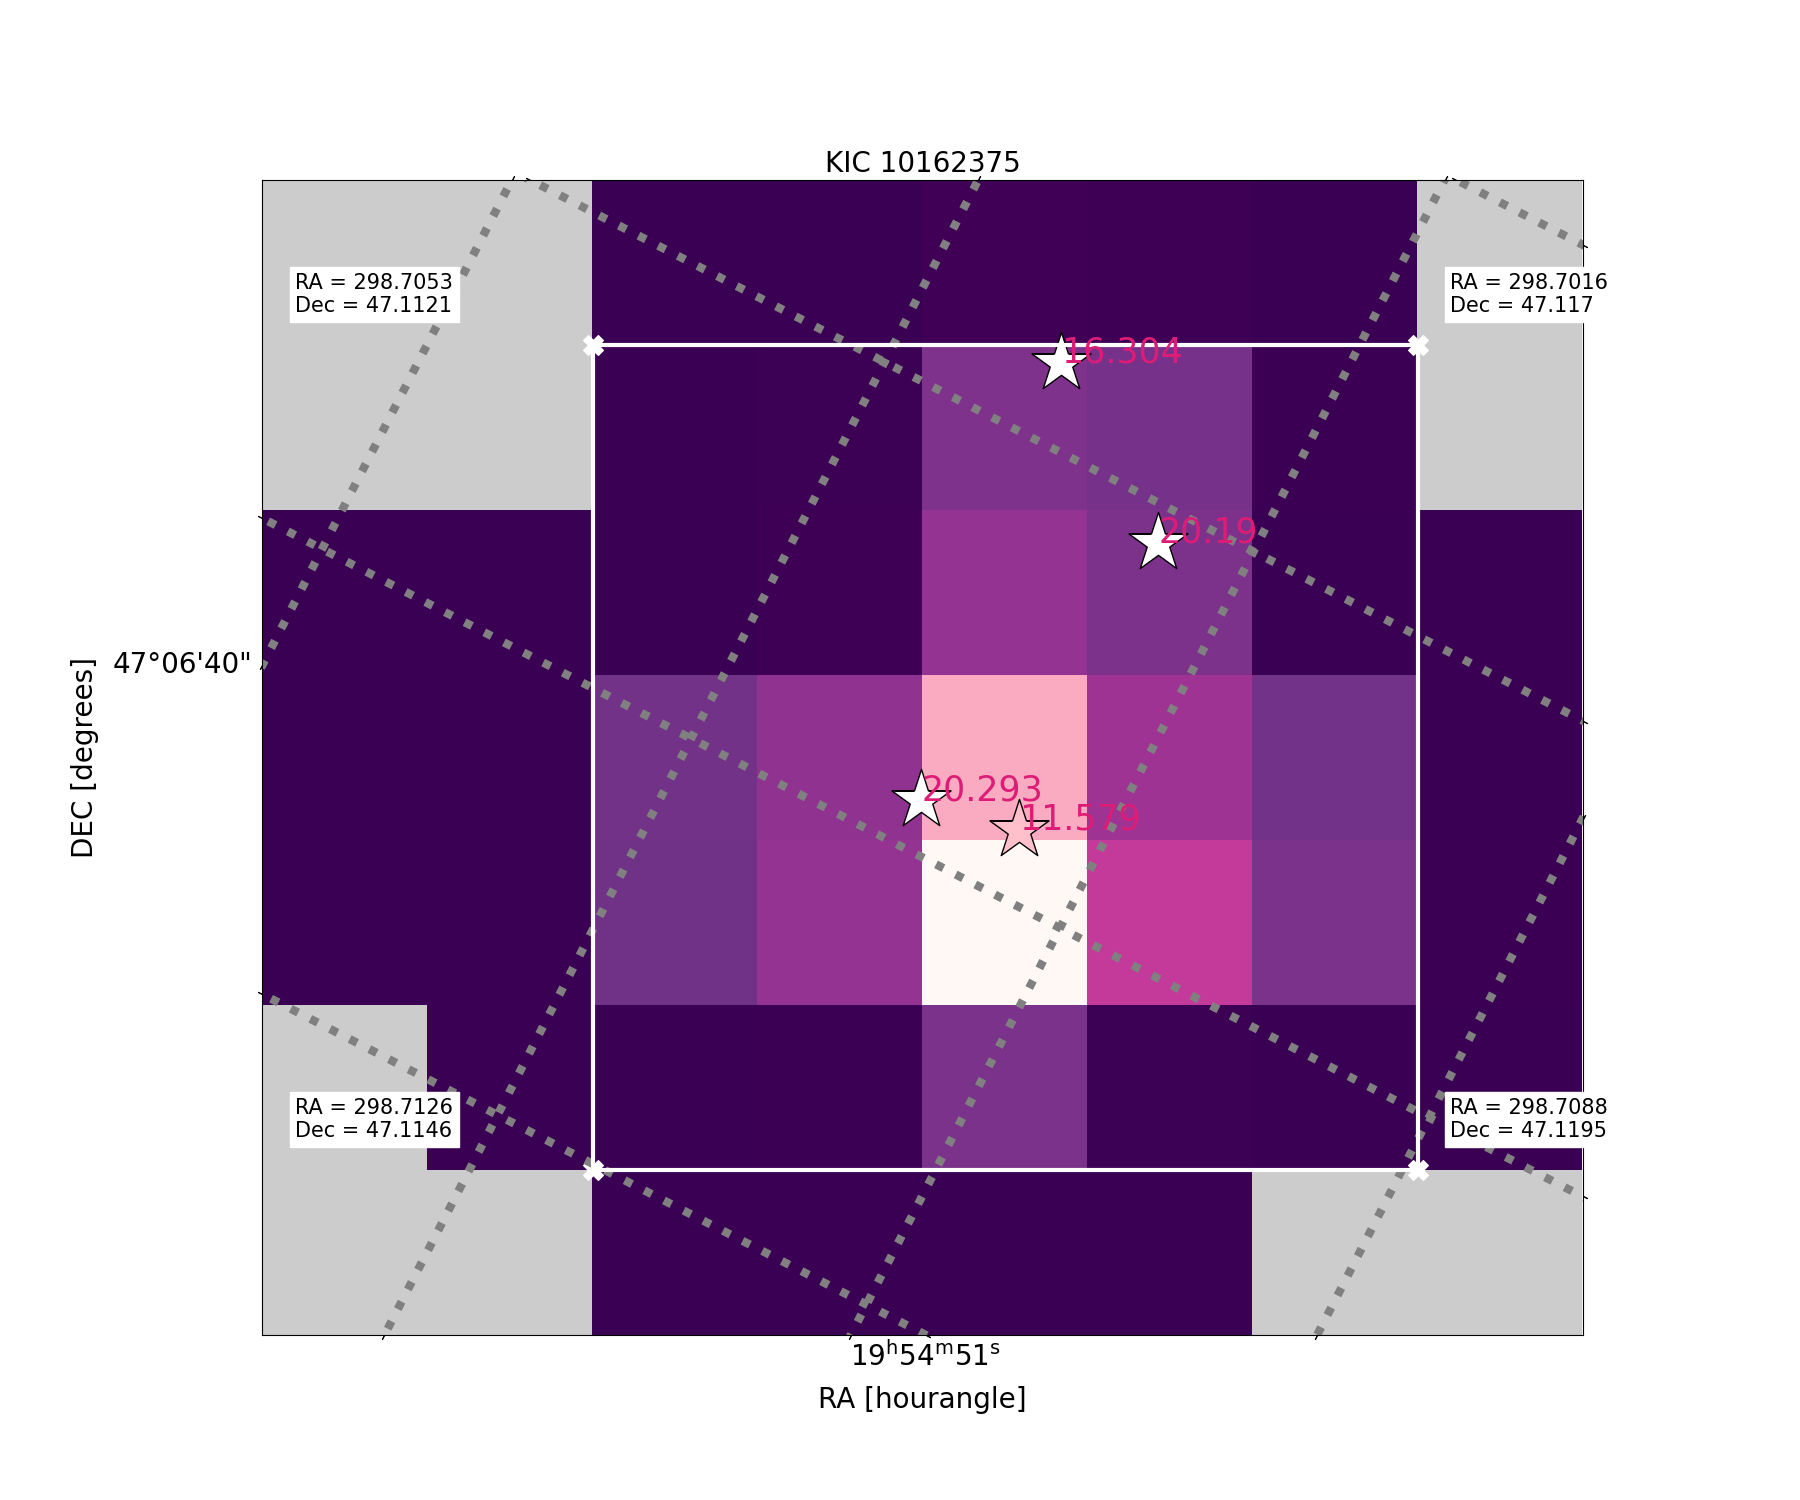 KIC 10162375
RA = 298.7053
Dec = 47.1121
RA = 298.7016
Dec = 47.117
16.304
20.19
47°06'40"
DEC [degrees]
20.293
11.579
RA = 298.7126
Dec = 47.1146
RA = 298.7088
Dec = 47.1195
19h54m51s
RA [hourangle]